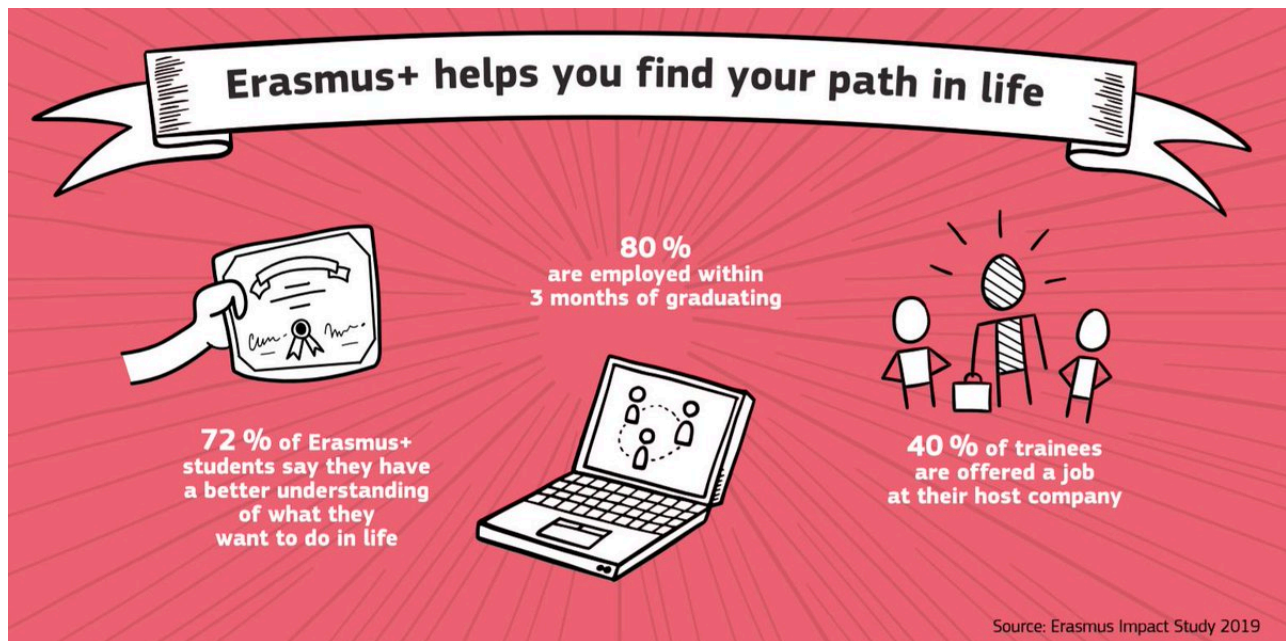 Erasmus+ helps you find your path in life
80 %
are employed within
3 months of graduating
72 % of Erasmus+
students say they have
a better understanding
of what they
want to do in life
40 % of trainees
are offered a job
at their host company
Source: Erasmus Impact Study 2019